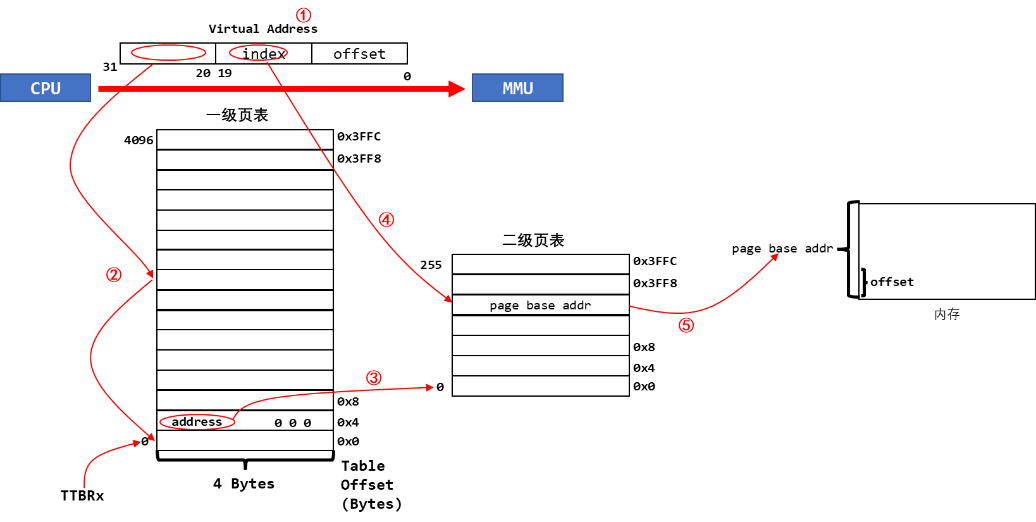 ①
Virtual Address
index
offset
31
20 19
0
CPU
MMU
一级页表
4096
0x3FFC
0x3FF8
④
二级页表
255
0x3FFC
0x3FF8
page base addr
page base addr
offset
内存
②
⑤
0x8
0x4
0x0
③
0
0x8
address
0 0 0
0x4
0
0x0
TTBRx
4 Bytes
Table
Offset
(Bytes)